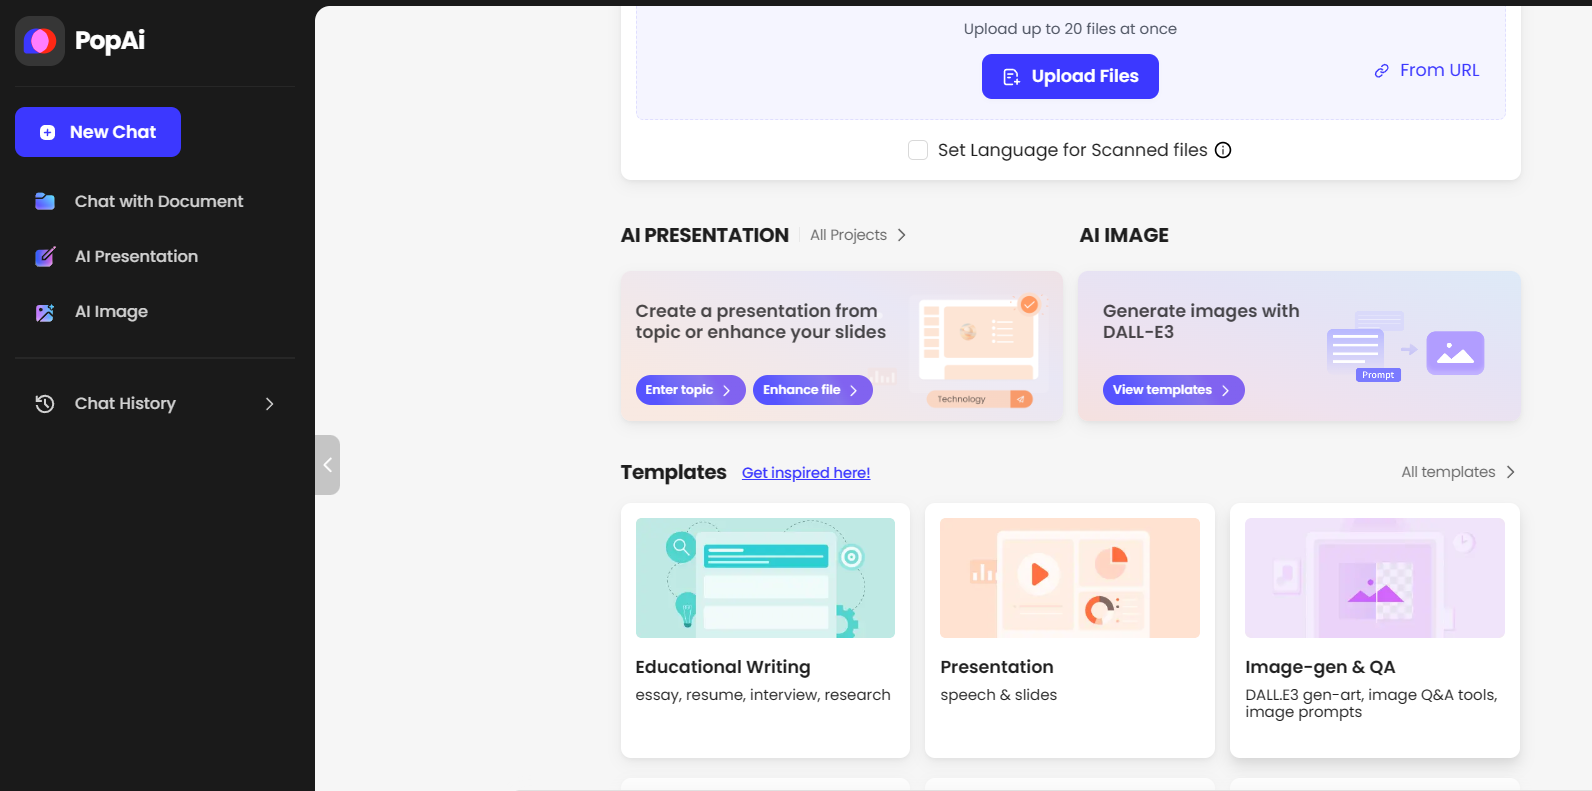 PopAi
New Chat
Chat with Document
AI Presentation
AI Image
Chat History
Upload up to 20 files at once
Upload Files
From URL
Set Language for Scanned files
AI PRESENTATION
All Projects
Create a presentation from
topic or enhance your slides
Enter topic
Enhance file
Technology
AI IMAGE
Generate images with
DALL-E3
View templates
Prompt
Templates
Get inspired here!
All templates
Educational Writing
essay, resume, interview, research
Presentation
speech & slides
Image-gen & QA
DALL.E3 gen-art, image Q&A tools,
image prompts